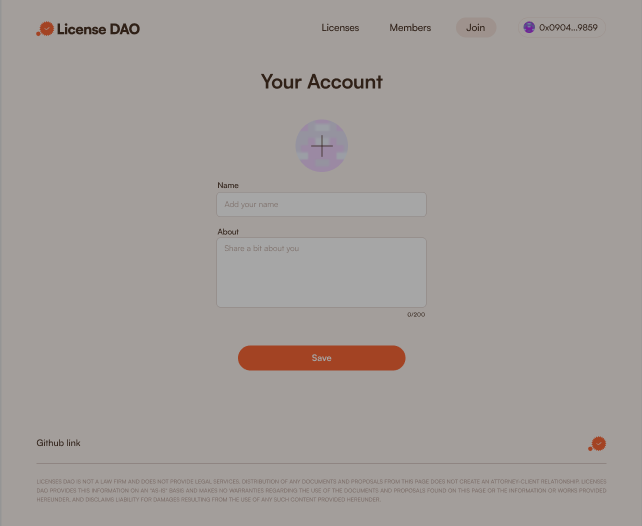 License DAO
Licenses Members Join 0x0904...9859
Your Account
Name
Add your name
About
Share a bit about you
0/200
Save
Github link
LICENSES DAO IS NOT A LAW FIRM AND DOES NOT PROVIDE LEGAL SERVICES. DISTRIBUTION OF ANY DOCUMENTS AND PROPOSALS FROM THIS PAGE DOES NOT CREATE AN ATTORNEY-CLIENT RELATIONSHIP. LICENSES
DAO PROVIDES THIS INFORMATION ON AN "AS-IS" BASIS AND MAKES NO WARRANTIES REGARDING THE USE OF THE DOCUMENTS AND PROPOSALS FOUND ON THIS PAGE OR THE INFORMATION OR WORKS PROVIDED
HEREUNDER, AND DISCLAIMS LIABILITY FOR DAMAGES RESULTING FROM THE USE OF ANY SUCH CONTENT PROVIDED HEREUNDER.